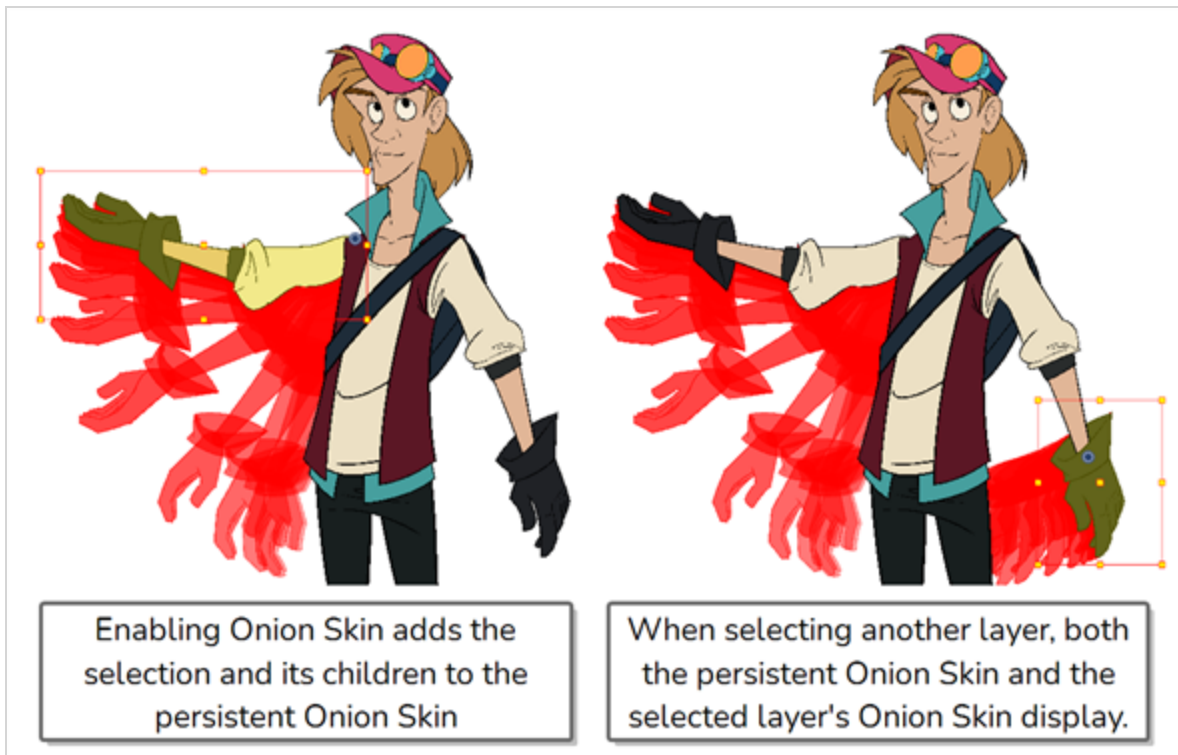 Enabling Onion Skin adds the
selection and its children to the
persistent Onion Skin
When selecting another layer, both
the persistent Onion Skin and the
selected layer's Onion Skin display.